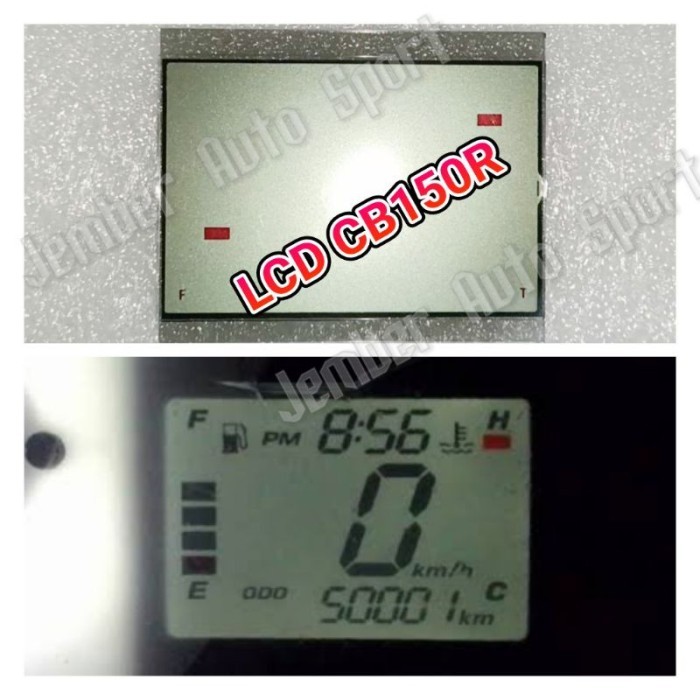 Jember Auto Sport
LCD CB150R
F
T
Jember Auto Sport
F
PM 8:56
H
0 km/h
E
ODO 50001 km
C